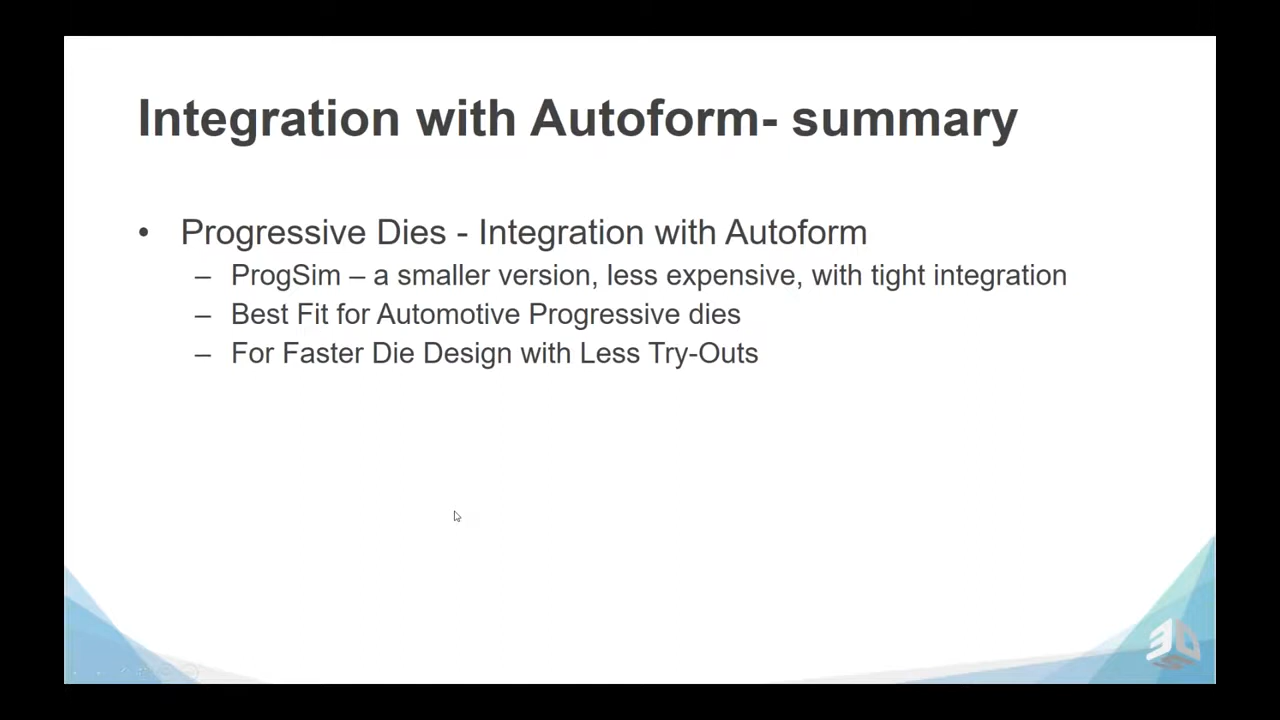 Integration with Autoform- summary
• Progressive Dies - Integration with Autoform
– ProgSim – a smaller version, less expensive, with tight integration
– Best Fit for Automotive Progressive dies
– For Faster Die Design with Less Try-Outs
3D